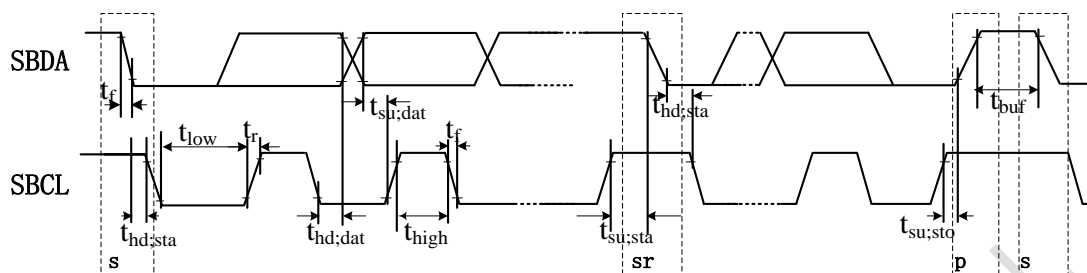 SBDA
t_f
t_su;dat
t_hd;sta
t_buf
t_low
t_r
t_f
SBCL
t_hd;sta
t_hd;dat
t_high
t_su;sta
t_su;sto
s
sr
p
s